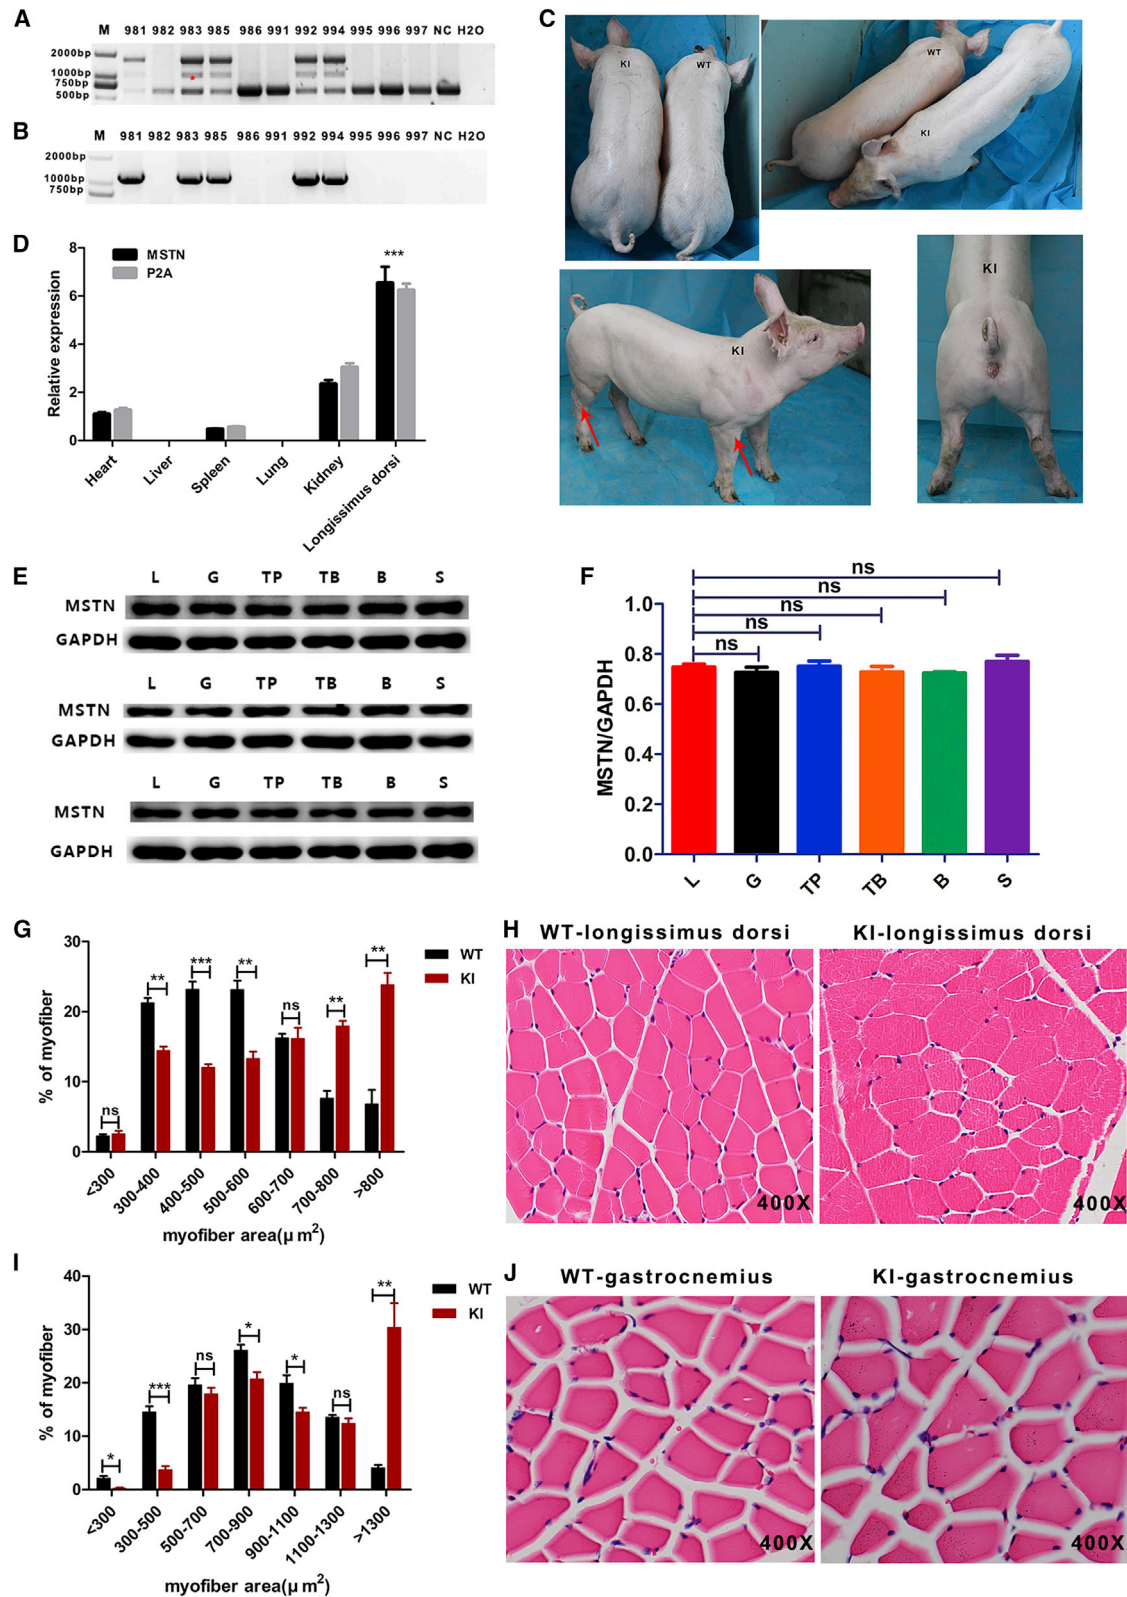 A
M 981 982 983 985 986 991 992 994 995 996 997 NC H2O
2000bp
1000bp
750bp
500bp
*
B
M 981 982 983 985 986 991 992 994 995 996 997 NC H2O
2000bp
1000bp
750bp
C
KI
WT
WT
KI
KI
KI
D
Relative expression
8
6
4
2
0
MSTN
P2A
***
Heart
Liver
Spleen
Lung
Kidney
Longissimus dorsi
E
L G TP TB B S
MSTN
GAPDH
L G TP TB B S
MSTN
GAPDH
L G TP TB B S
MSTN
GAPDH
F
MSTN/GAPDH
1.0
0.8
0.6
0.4
0.2
0.0
ns
ns
ns
ns
ns
L G TP TB B S
G
% of myofiber
30
20
10
0
ns ** *** ** ns ** **
WT
KI
<300
300-400
400-500
500-600
600-700
700-800
>800
myofiber area(μ m²)
H
WT-longissimus dorsi
KI-longissimus dorsi
400X
400X
I
% of myofiber
40
30
20
10
0
* *** ns * * ns **
WT
KI
<300
300-500
500-700
700-900
900-1100
1100-1300
>1300
myofiber area(μ m²)
J
WT-gastrocnemius
KI-gastrocnemius
400X
400X